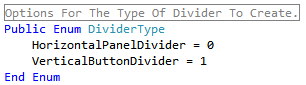 Options For The Type Of Divider To Create.
Public Enum DividerType
    HorizontalPanelDivider = 0
    VerticalButtonDivider = 1
End Enum